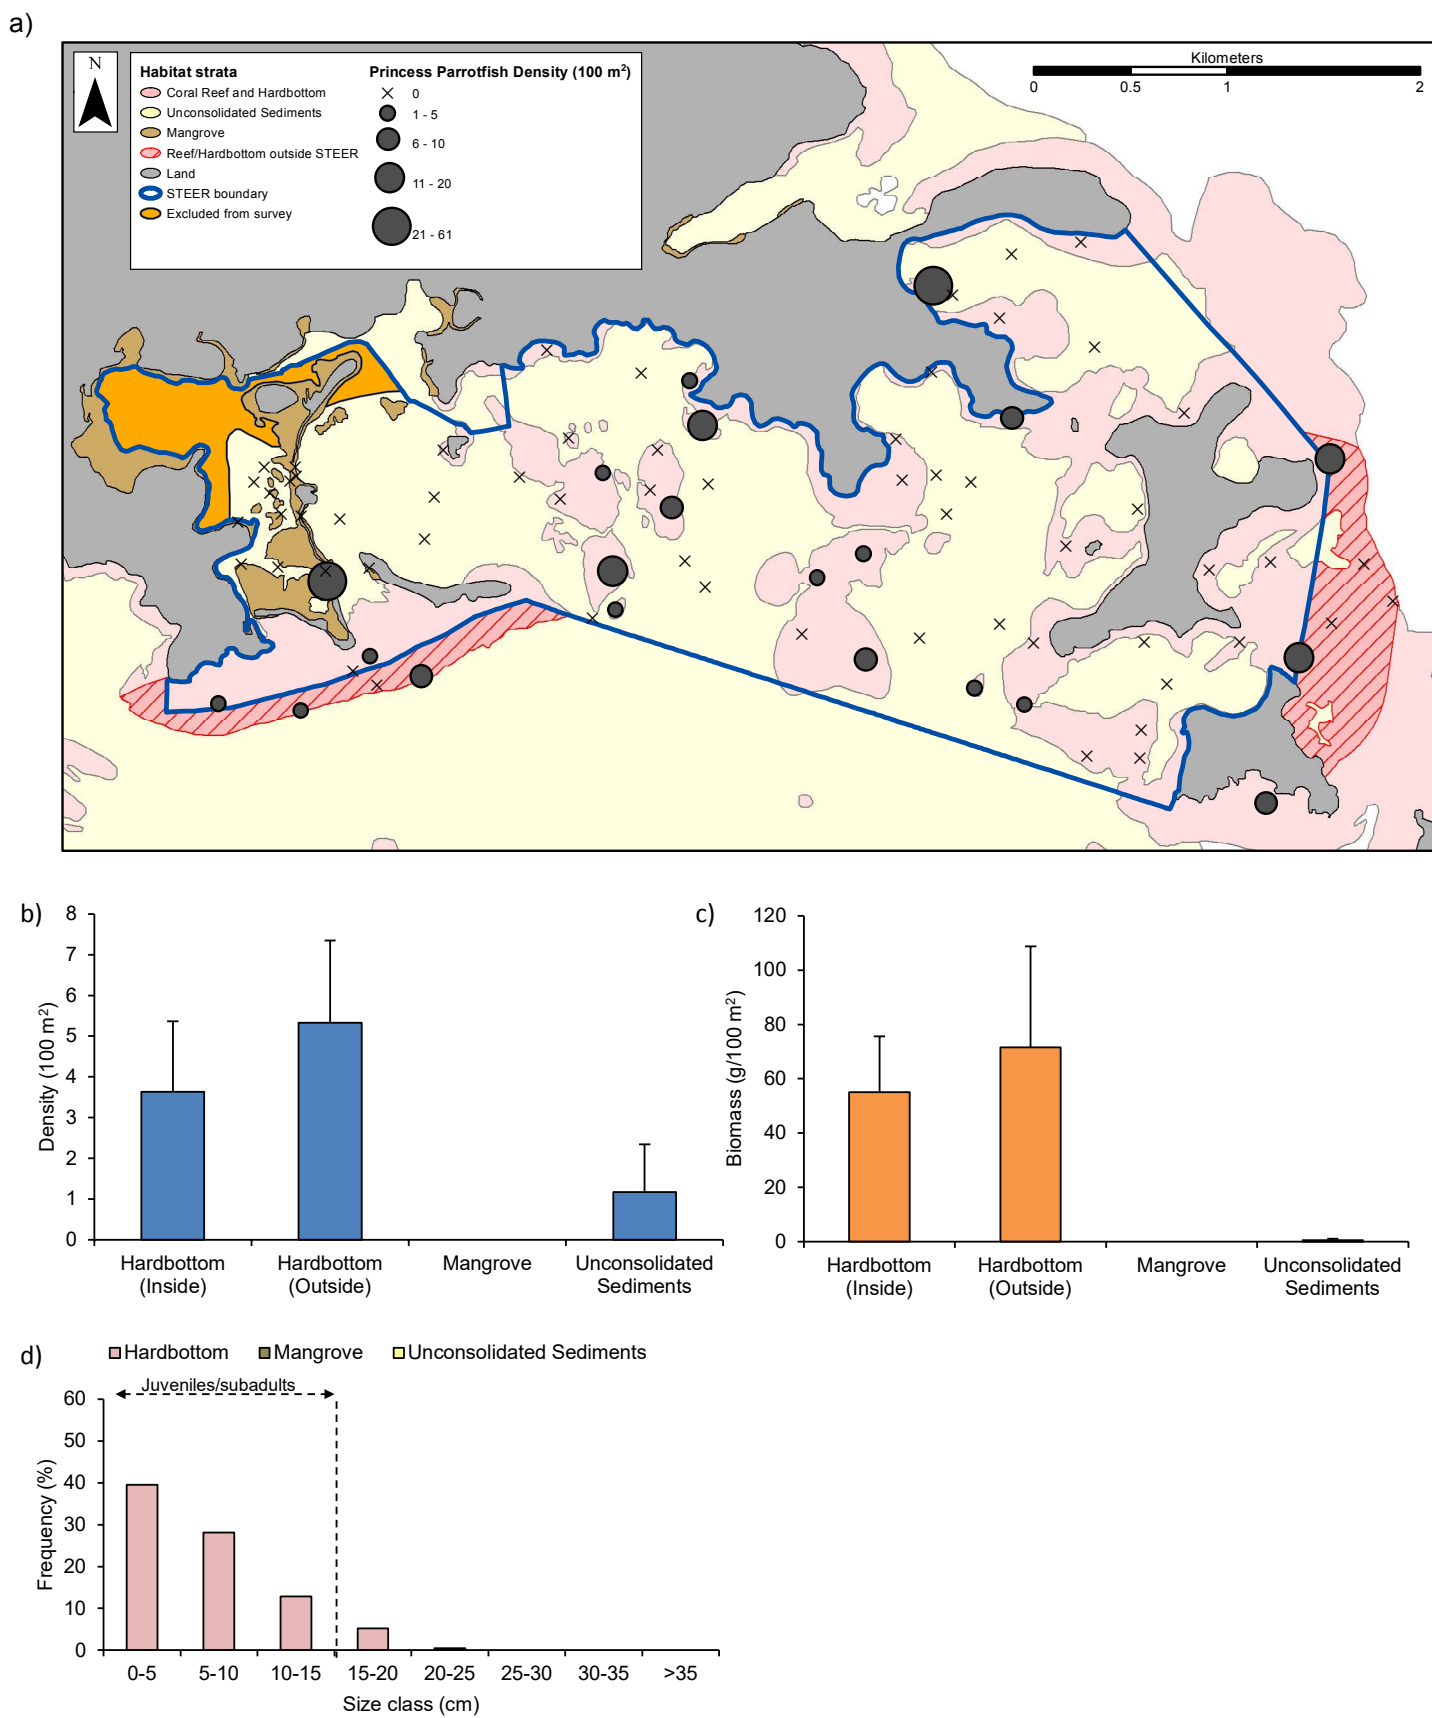 a)
N
Habitat strata
Coral Reef and Hardbottom
Unconsolidated Sediments
Mangrove
Reef/Hardbottom outside STEER
Land
STEER boundary
Excluded from survey
Princess Parrotfish Density (100 m²)
0
1 - 5
6 - 10
11 - 20
21 - 61
Kilometers
0 0.5 1 2
b)
Density (100 m²)
8
7
6
5
4
3
2
1
0
Hardbottom (Inside)
Hardbottom (Outside)
Mangrove
Unconsolidated Sediments
c)
Biomass (g/100 m²)
120
100
80
60
40
20
0
Hardbottom (Inside)
Hardbottom (Outside)
Mangrove
Unconsolidated Sediments
d)
Hardbottom Mangrove Unconsolidated Sediments
Juveniles/subadults
Frequency (%)
60
50
40
30
20
10
0
0-5 5-10 10-15 15-20 20-25 25-30 30-35 >35
Size class (cm)